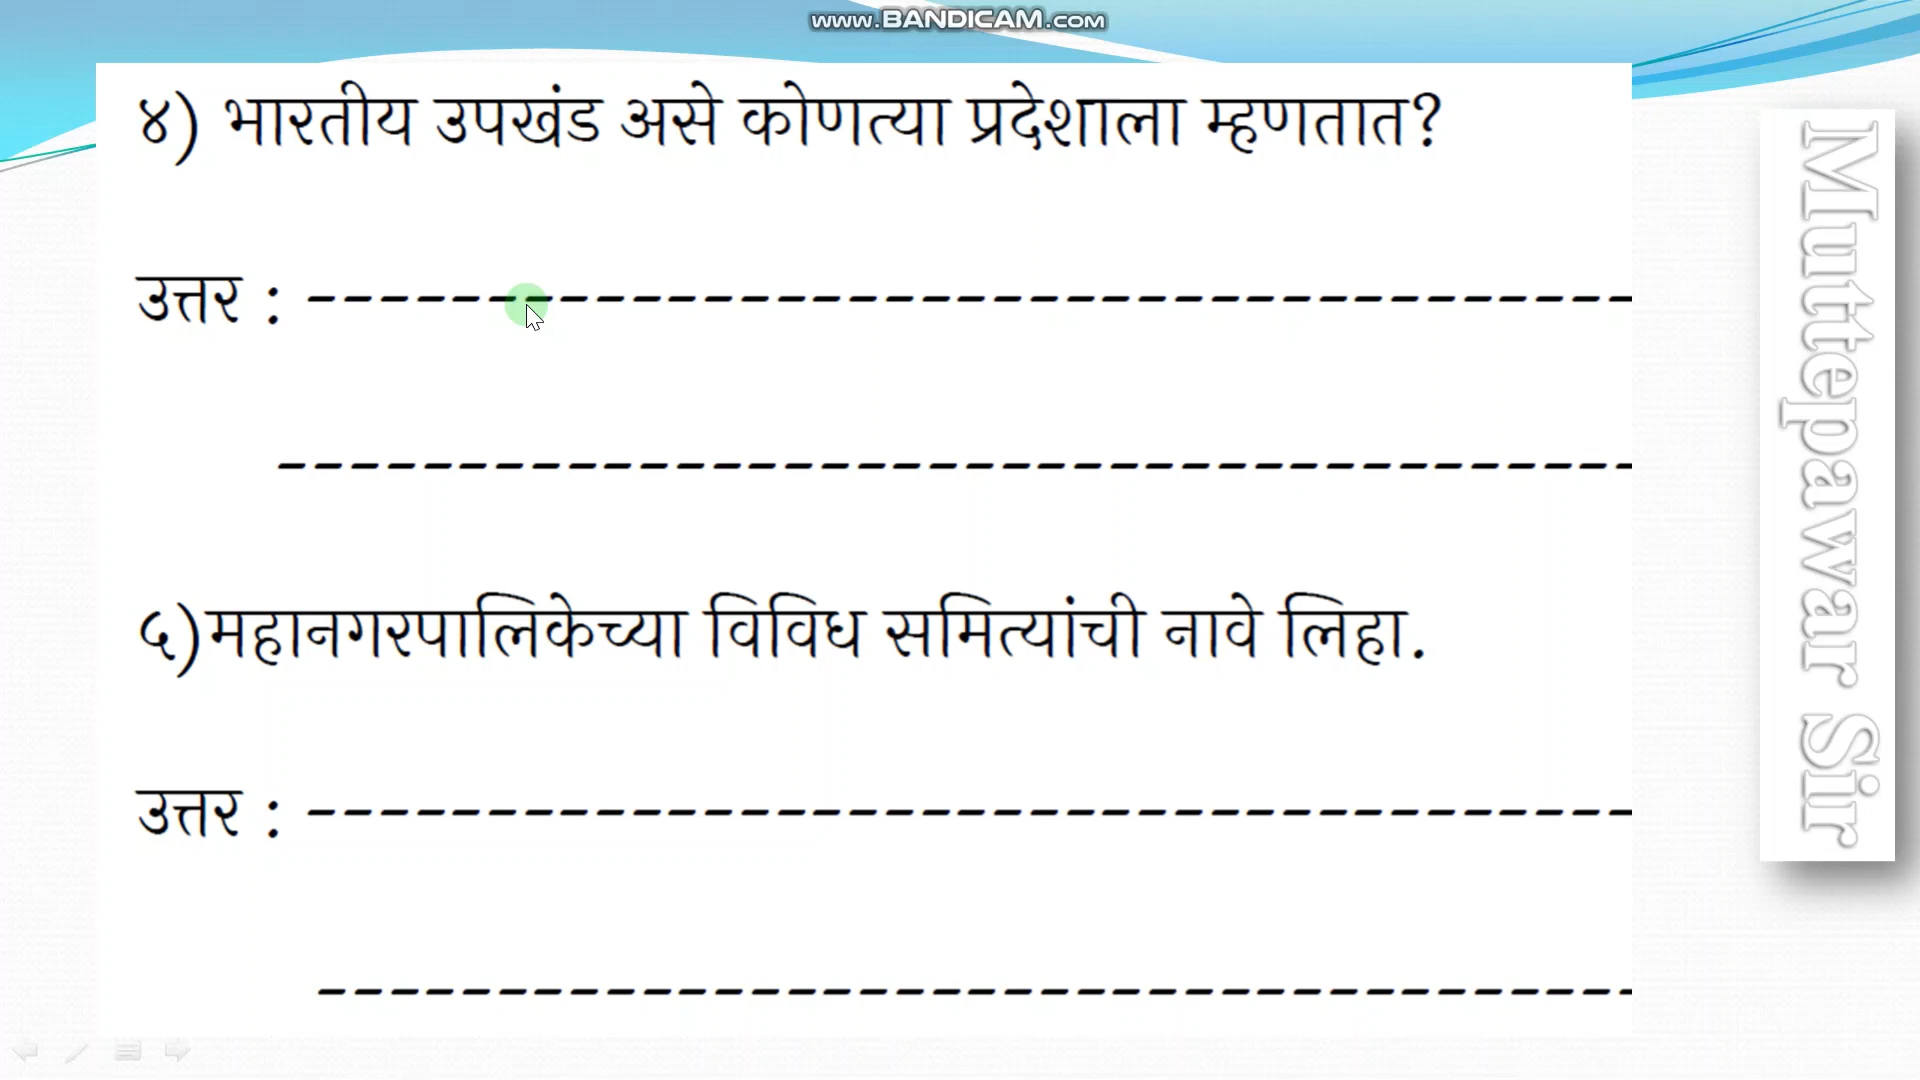 www.BANDICAM.com
४) भारतीय उपखंड असे कोणत्या प्रदेशाला म्हणतात?
उत्तर : -------------------------------------
--------------------------------------
५)महानगरपालिकेच्या विविध समित्यांची नावे लिहा.
उत्तर : -------------------------------------
-------------------------------------
Muttepawar Sir